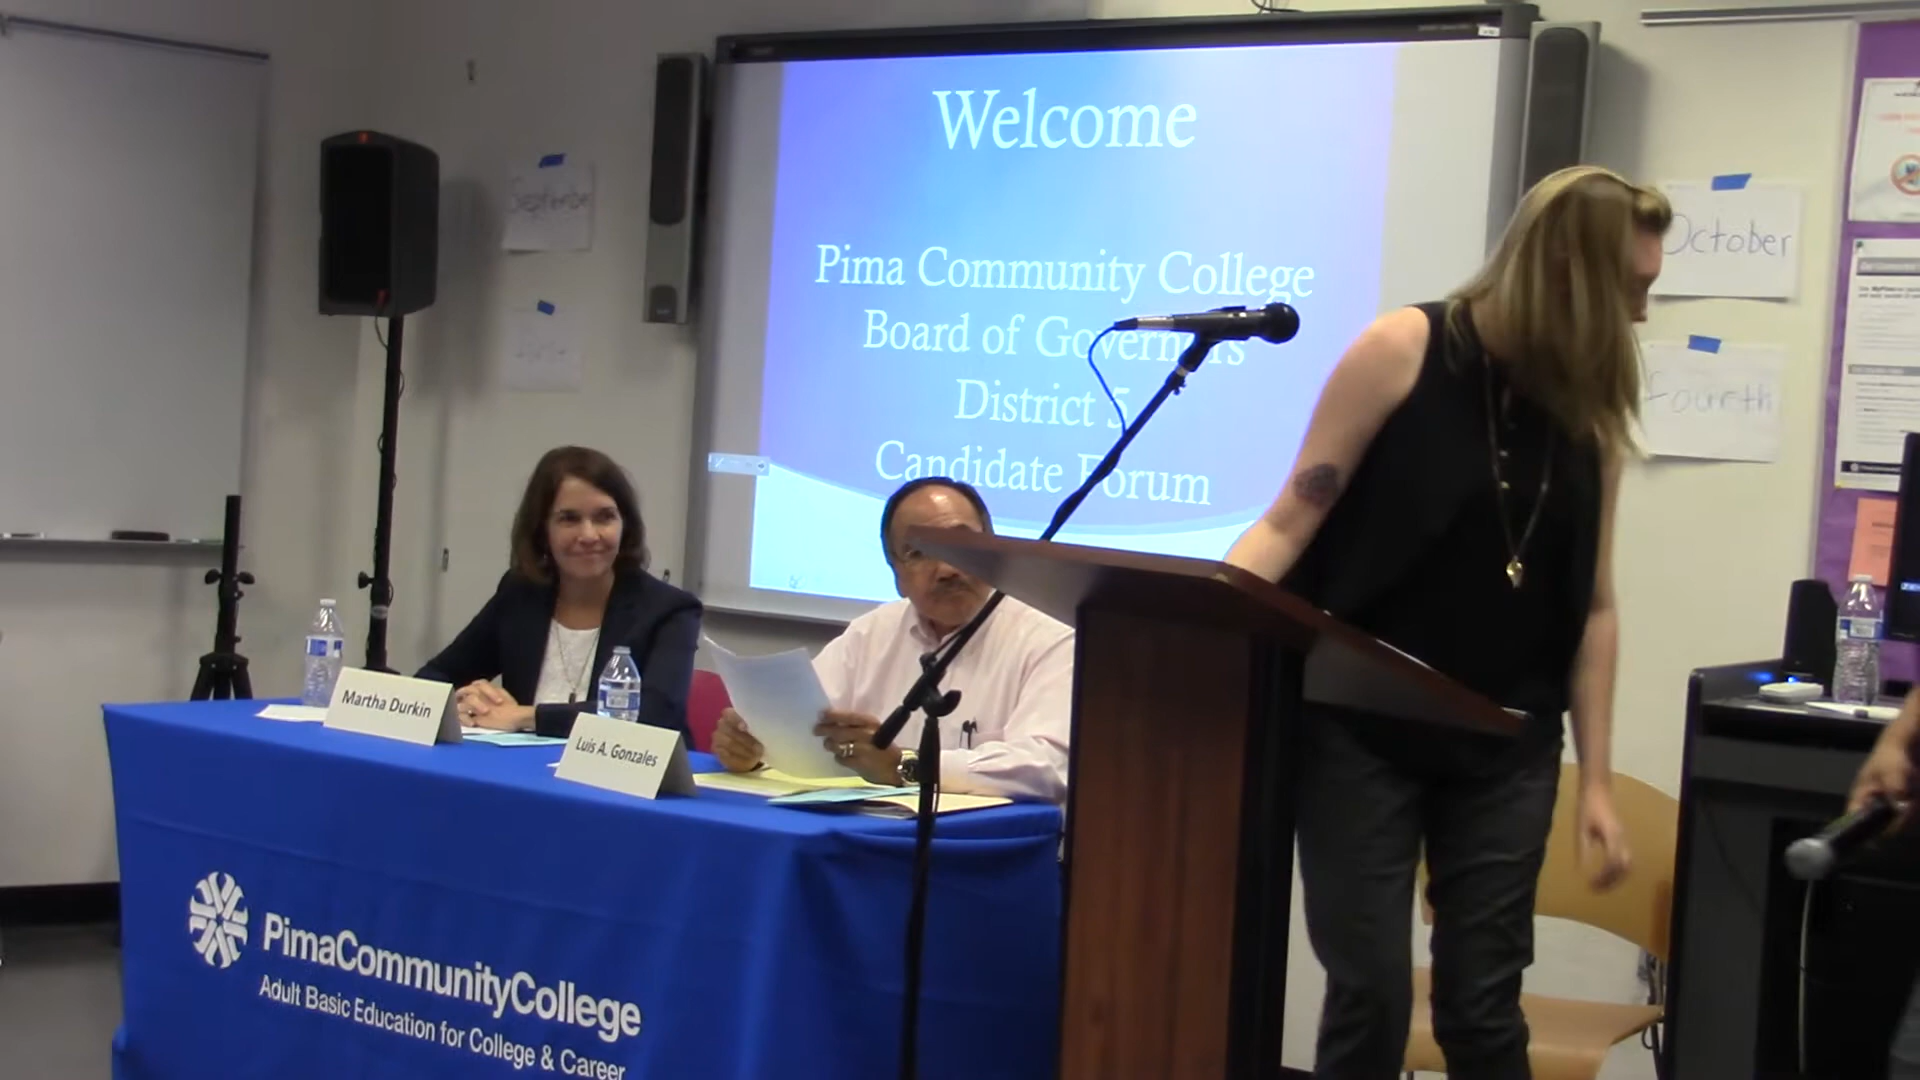 Welcome
Pima Community College
Board of Governors
District 5
Candidate Forum
September
October
Fourth
Martha Durkin
Luis A. Gonzales
PimaCommunityCollege
Adult Basic Education for College & Career